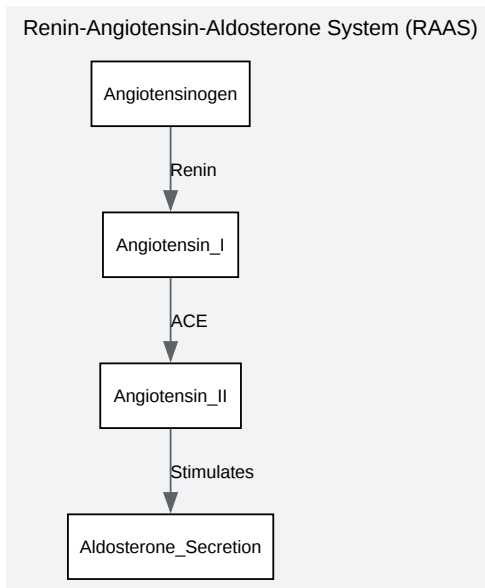 Renin-Angiotensin-Aldosterone System (RAAS)
Angiotensinogen
Renin
Angiotensin_I
ACE
Angiotensin_II
Stimulates
Aldosterone_Secretion